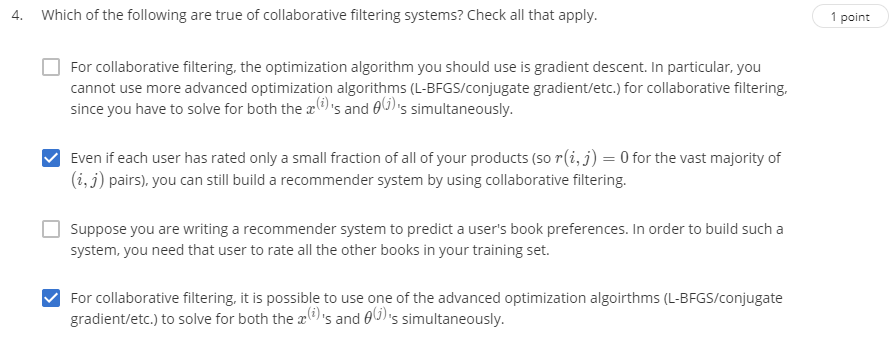 4. Which of the following are true of collaborative filtering systems? Check all that apply.
1 point
For collaborative filtering, the optimization algorithm you should use is gradient descent. In particular, you
cannot use more advanced optimization algorithms (L-BFGS/conjugate gradient/etc.) for collaborative filtering,
since you have to solve for both the x^(i)'s and θ^(j)'s simultaneously.
Even if each user has rated only a small fraction of all of your products (so r(i, j) = 0 for the vast majority of
(i, j) pairs), you can still build a recommender system by using collaborative filtering.
Suppose you are writing a recommender system to predict a user's book preferences. In order to build such a
system, you need that user to rate all the other books in your training set.
For collaborative filtering, it is possible to use one of the advanced optimization algoirthms (L-BFGS/conjugate
gradient/etc.) to solve for both the x^(i)'s and θ^(j)'s simultaneously.